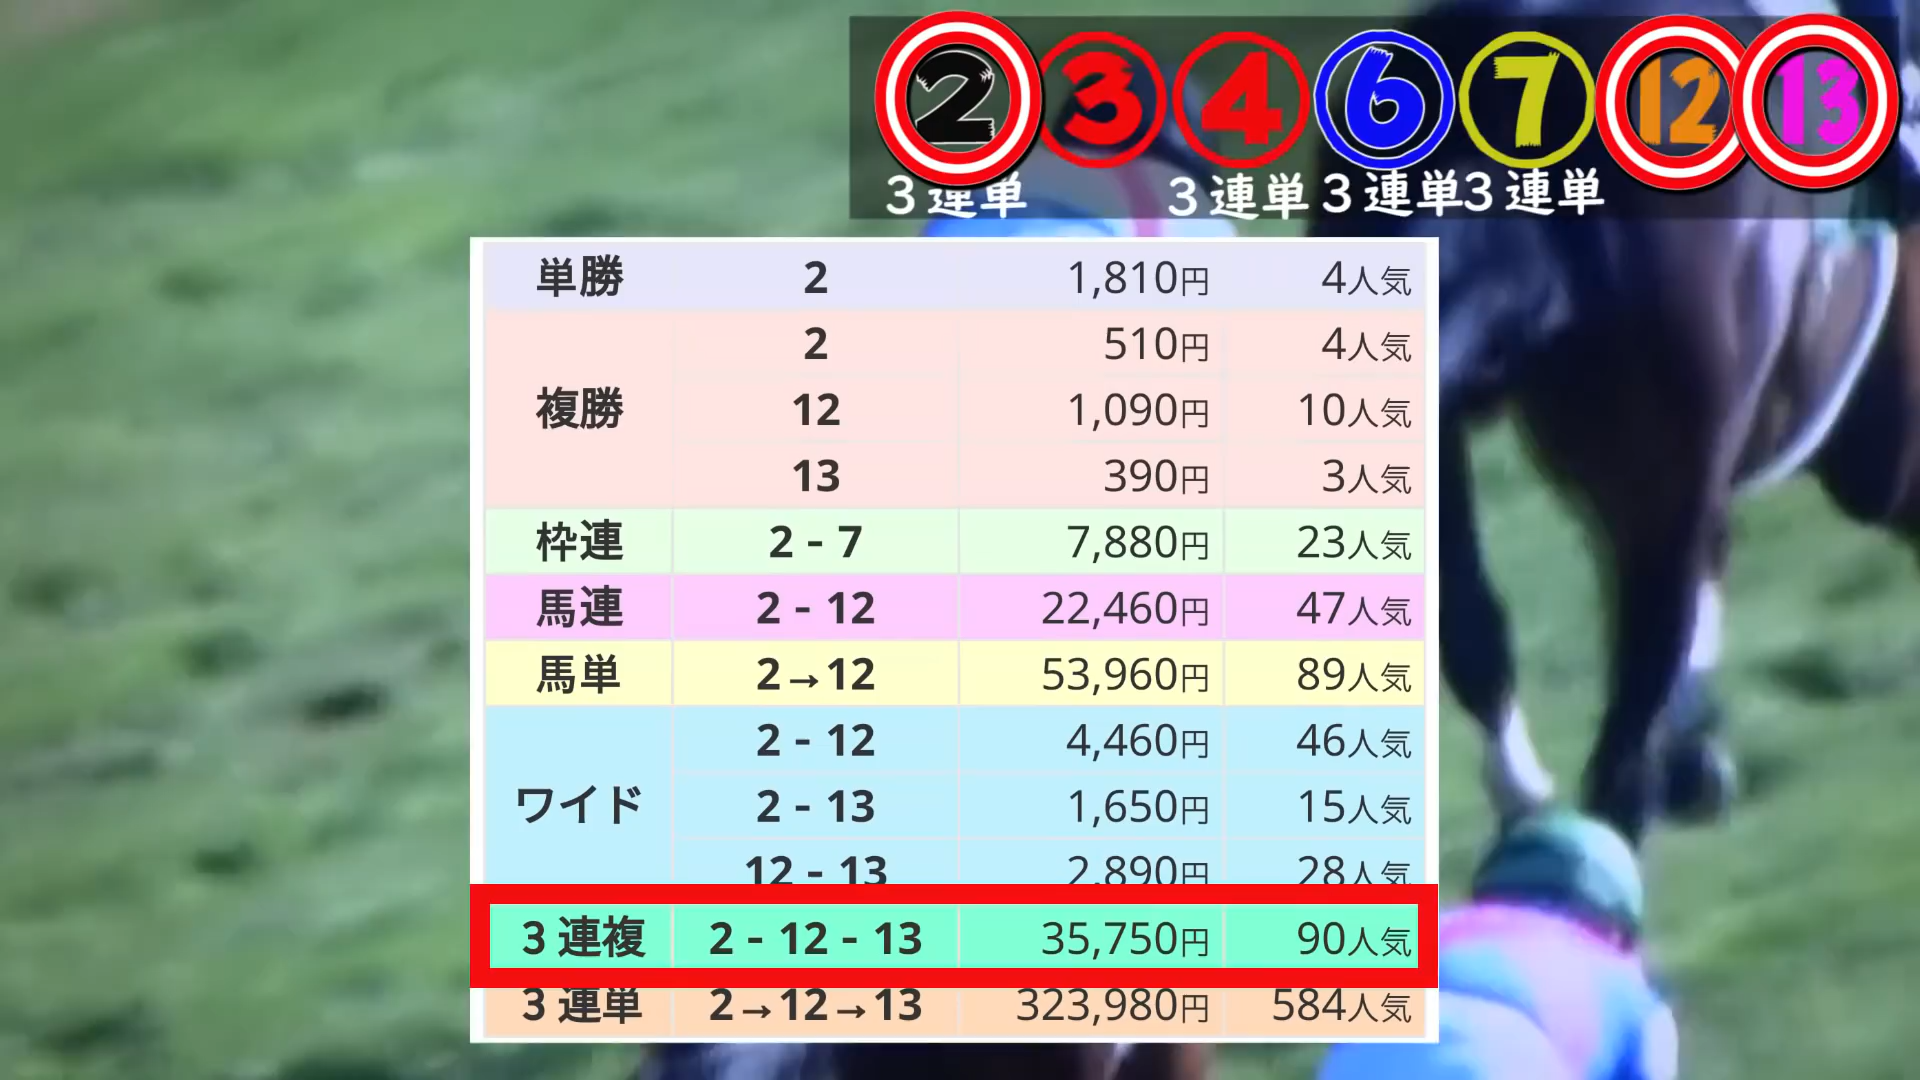 2 3 4 6 7 12 13
3連単 3連単 3連単 3連単
単勝 2 1,810円 4人気
複勝 2 510円 4人気
12 1,090円 10人気
13 390円 3人気
枠連 2 - 7 7,880円 23人気
馬連 2 - 12 22,460円 47人気
馬単 2→12 53,960円 89人気
ワイド 2 - 12 4,460円 46人気
2 - 13 1,650円 15人気
12 - 13 2,890円 28人気
3連複 2 - 12 - 13 35,750円 90人気
3連単 2→12→13 323,980円 584人気